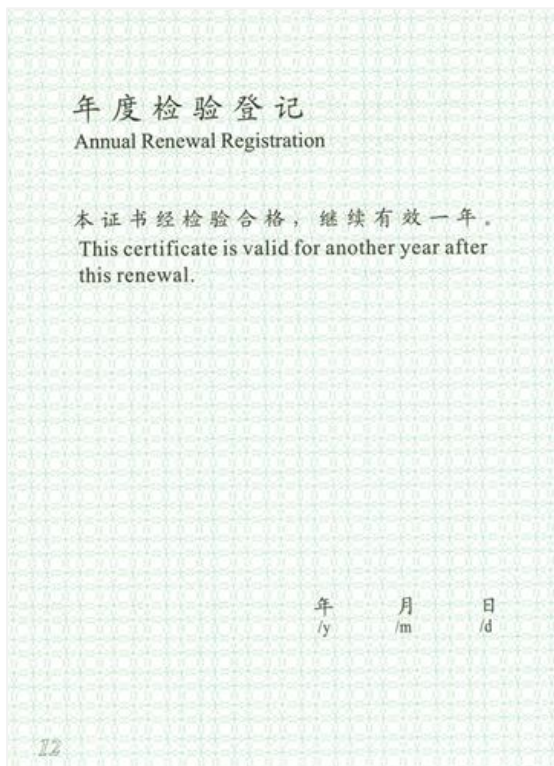 年度检验登记
Annual Renewal Registration
本证书经检验合格，继续有效一年。
This certificate is valid for another year after
this renewal.
年 月 日
/y /m /d
12